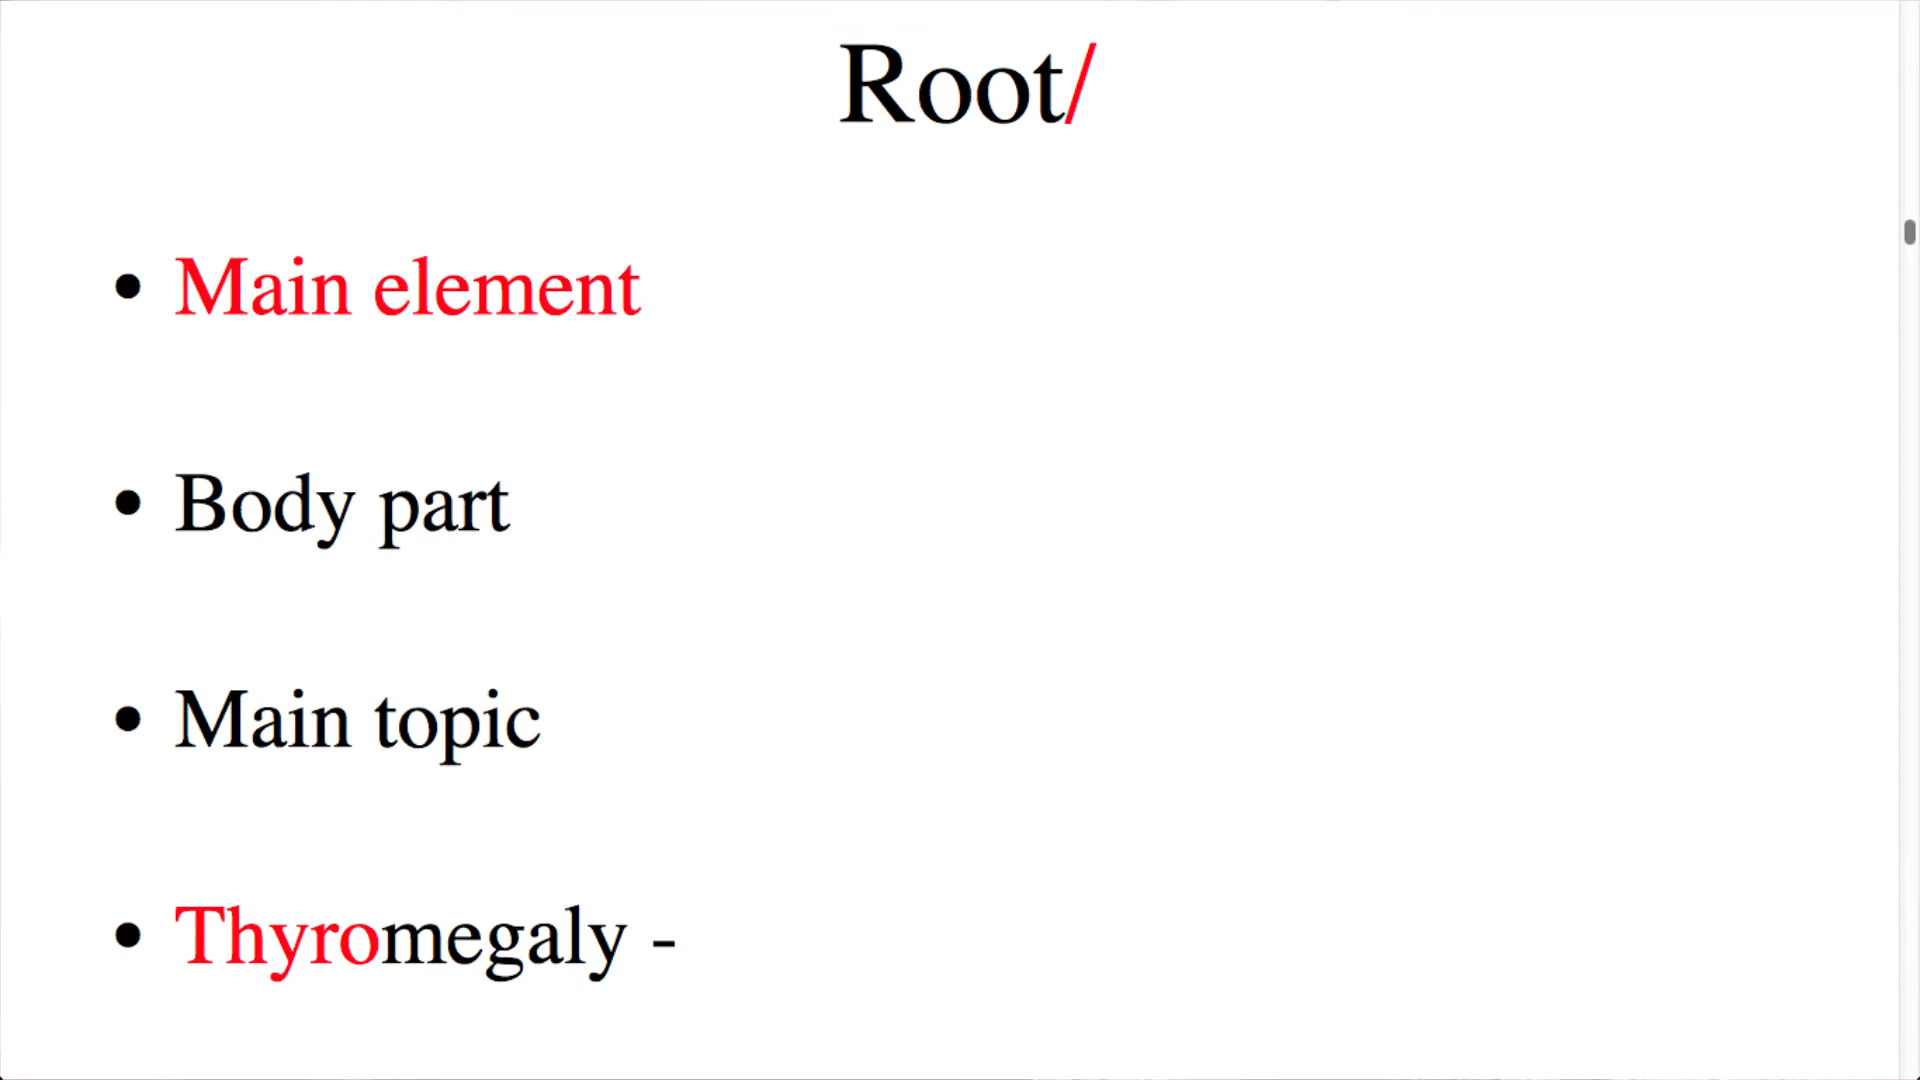 Root/
• Main element
• Body part
• Main topic
• Thyromegaly -